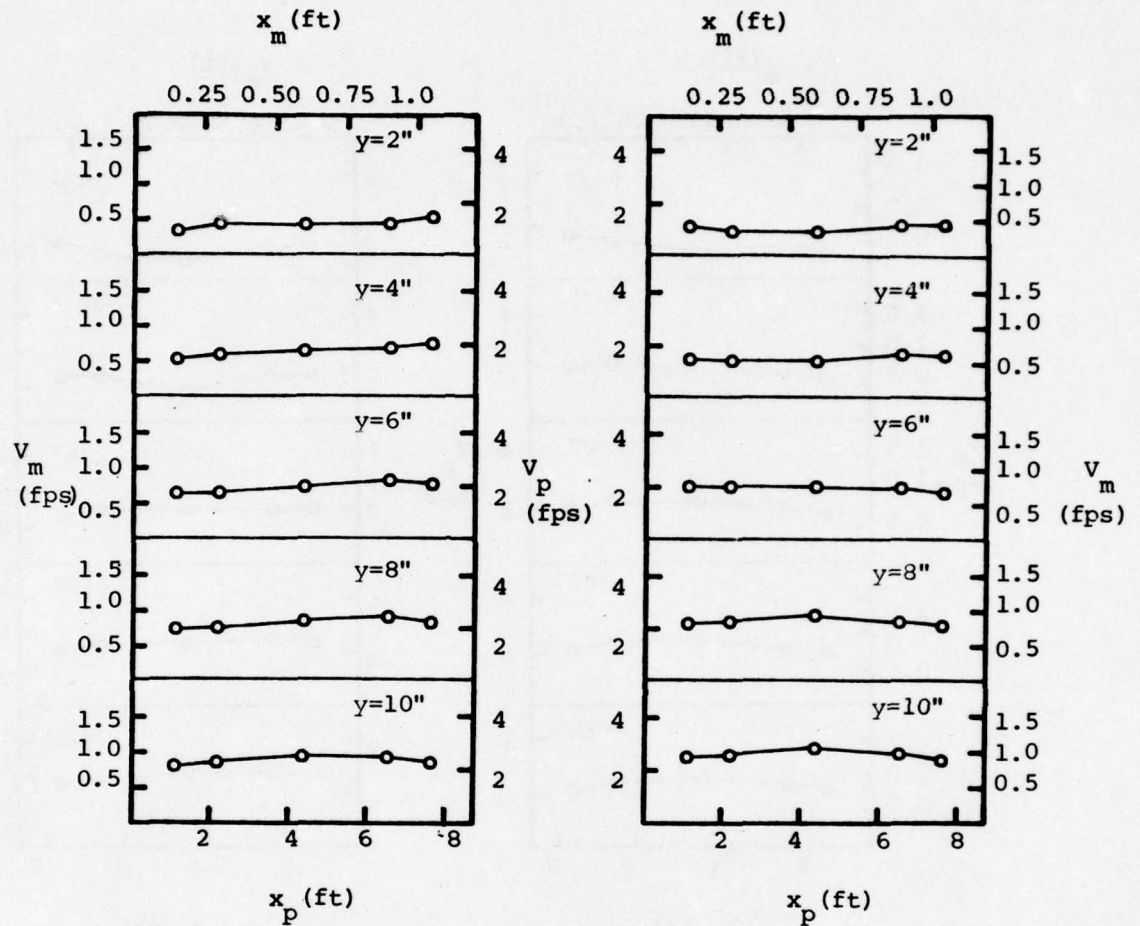 x_m (ft) x_m (ft)
0.25 0.50 0.75 1.0 0.25 0.50 0.75 1.0
1.5 y=2" 4 4 y=2" 1.5
1.0 1.0
0.5 2 2 0.5
1.5 y=4" 4 4 y=4" 1.5
1.0 1.0
0.5 2 2 0.5
1.5 y=6" 4 4 y=6" 1.5
V_m 1.0 V_p 1.0 V_m
(fps) 0.5 2 (fps) 2 0.5 (fps)
1.5 y=8" 4 4 y=8" 1.5
1.0 1.0
0.5 2 2 0.5
1.5 y=10" 4 4 y=10" 1.5
1.0 1.0
0.5 2 2 0.5
2 4 6 8 2 4 6 8
x_p (ft) x_p (ft)